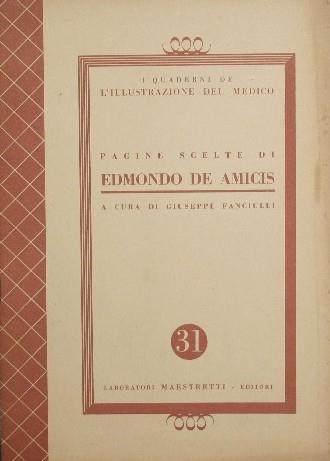 I QUADERNI DE
L'ILLUSTRAZIONE DEL MEDICO
PAGINE SCELTE DI
EDMONDO DE AMICIS
A CURA DI GIUSEPPE FANCIULLI
31
LABORATORI MAESTRETTI - EDITORI